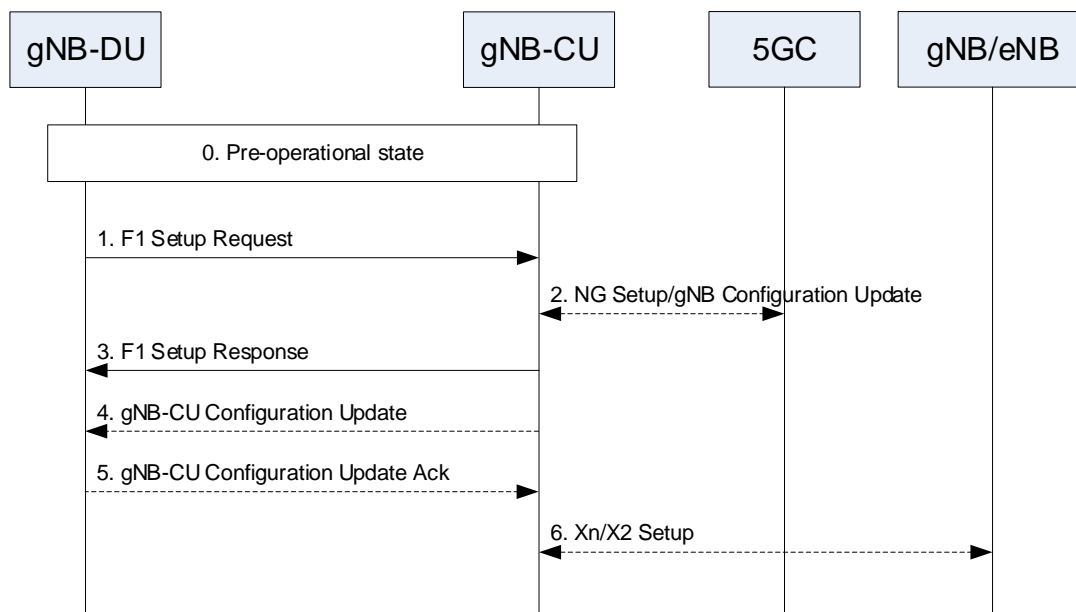 gNB-DU
gNB-CU
5GC
gNB/eNB
0. Pre-operational state
1. F1 Setup Request
2. NG Setup/gNB Configuration Update
3. F1 Setup Response
4. gNB-CU Configuration Update
5. gNB-CU Configuration Update Ack
6. Xn/X2 Setup